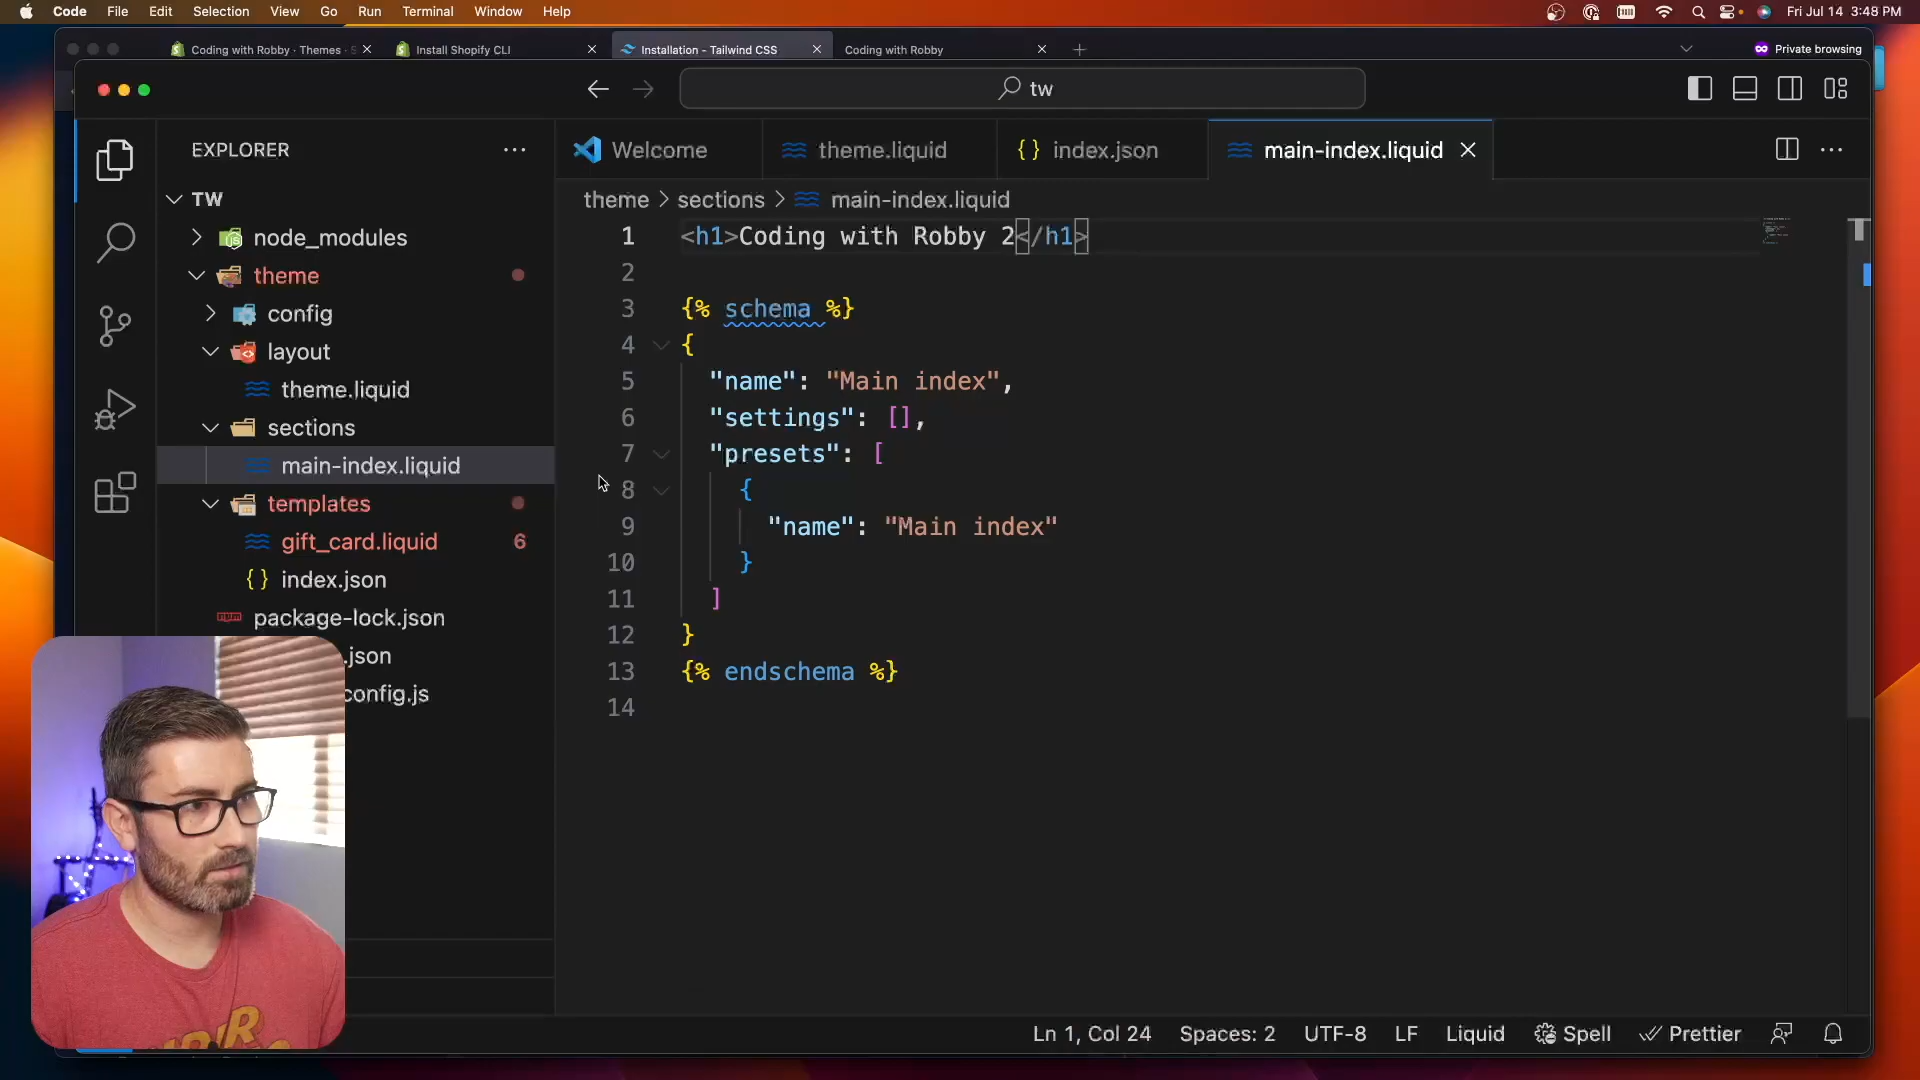 Code File Edit Selection View Go Run Terminal Window Help Fri Jul 14 3:48 PM
Coding with Robby · Themes · S Install Shopify CLI Installation - Tailwind CSS Coding with Robby Private browsing
tw
EXPLORER
Welcome theme.liquid {} index.json main-index.liquid
theme > sections > main-index.liquid
TW
node_modules
theme
config
layout
theme.liquid
sections
main-index.liquid
templates
gift_card.liquid 6
{} index.json
package-lock.json
.json
config.js
1 <h1>Coding with Robby 2</h1>
2
3 {% schema %}
4 {
5 "name": "Main index",
6 "settings": [],
7 "presets": [
8 {
9 "name": "Main index"
10 }
11 ]
12 }
13 {% endschema %}
14
Ln 1, Col 24 Spaces: 2 UTF-8 LF Liquid Spell Prettier